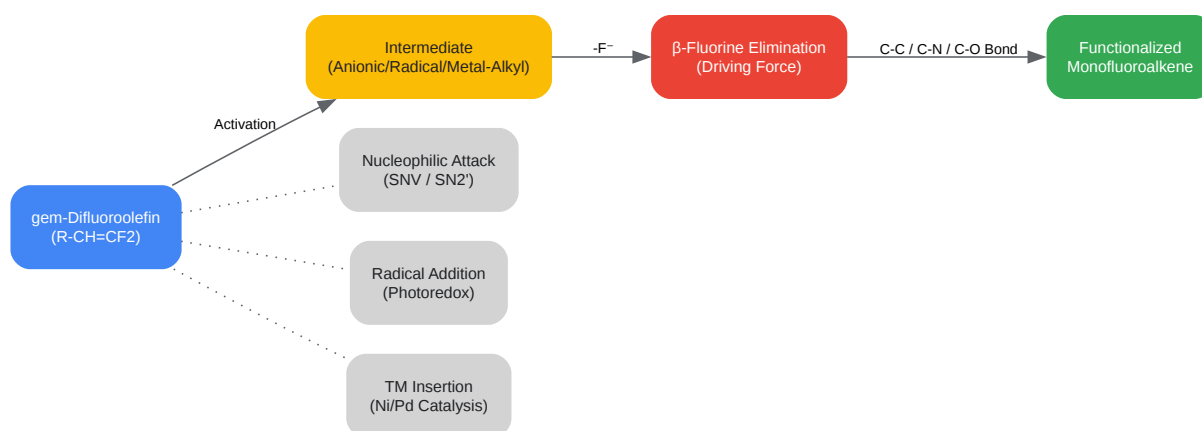 Intermediate
(Anionic/Radical/Metal-Alkyl)
-F⁻
β-Fluorine Elimination
(Driving Force)
C-C / C-N / C-O Bond
Functionalized
Monofluoroalkene
Activation
Nucleophilic Attack
(SNV / SN2')
gem-Difluoroolefin
(R-CH=CF2)
Radical Addition
(Photoredox)
TM Insertion
(Ni/Pd Catalysis)